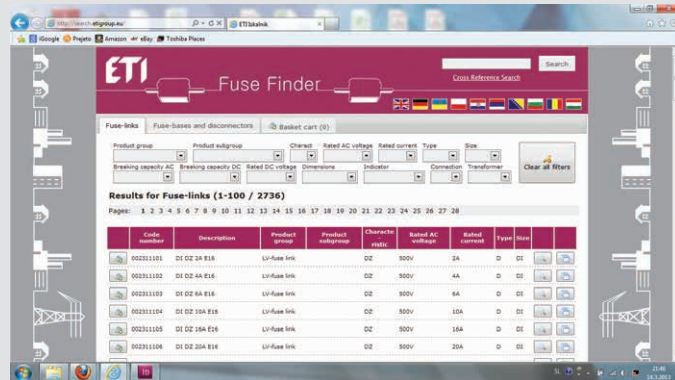 http://search.etigroup.eu/
ETI Iskalnik
iGoogle Prejeto Amazon eBay Toshiba Places
ETI
Fuse Finder
Search
Cross Reference Search
Fuse-links Fuse-bases and disconnectors Basket cart (0)
Product group Product subgroup Charact Rated AC voltage Rated current Type Size
Breaking capacity AC Breaking capacity DC Rated DC voltage Dimensions Indicator Connection Transformer
Clear all filters
Results for Fuse-links (1-100 / 2736)
Pages: 1 2 3 4 5 6 7 8 9 10 11 12 13 14 15 16 17 18 19 20 21 22 23 24 25 26 27 28
Code number Description Product group Product subgroup Characte ristic Rated AC voltage Rated current Type Size
002311101 DI DZ 2A E16 LV-fuse link DZ 500V 2A D DI
002311102 DI DZ 4A E16 LV-fuse link DZ 500V 4A D DI
002311103 DI DZ 6A E16 LV-fuse link DZ 500V 6A D DI
002311104 DI DZ 10A E16 LV-fuse link DZ 500V 10A D DI
002311105 DI DZ 16A E16 LV-fuse link DZ 500V 16A D DI
002311106 DI DZ 20A E16 LV-fuse link DZ 500V 20A D DI
SL
21:46
14.3.2013